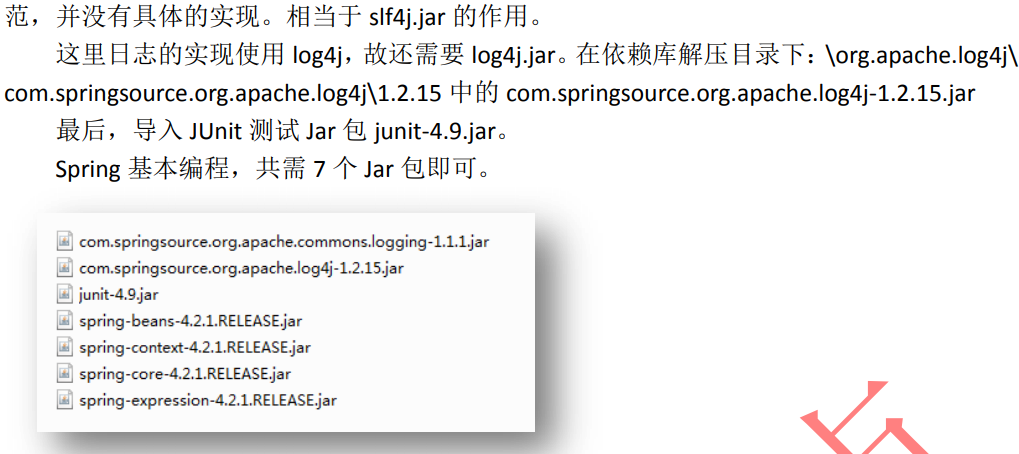 范，并没有具体的实现。相当于 slf4j.jar 的作用。
这里日志的实现使用 log4j，故还需要 log4j.jar。在依赖库解压目录下：\org.apache.log4j\
com.springsource.org.apache.log4j\1.2.15 中的 com.springsource.org.apache.log4j-1.2.15.jar
最后，导入 JUnit 测试 Jar 包 junit-4.9.jar。
Spring 基本编程，共需 7 个 Jar 包即可。
com.springsource.org.apache.commons.logging-1.1.1.jar
com.springsource.org.apache.log4j-1.2.15.jar
junit-4.9.jar
spring-beans-4.2.1.RELEASE.jar
spring-context-4.2.1.RELEASE.jar
spring-core-4.2.1.RELEASE.jar
spring-expression-4.2.1.RELEASE.jar